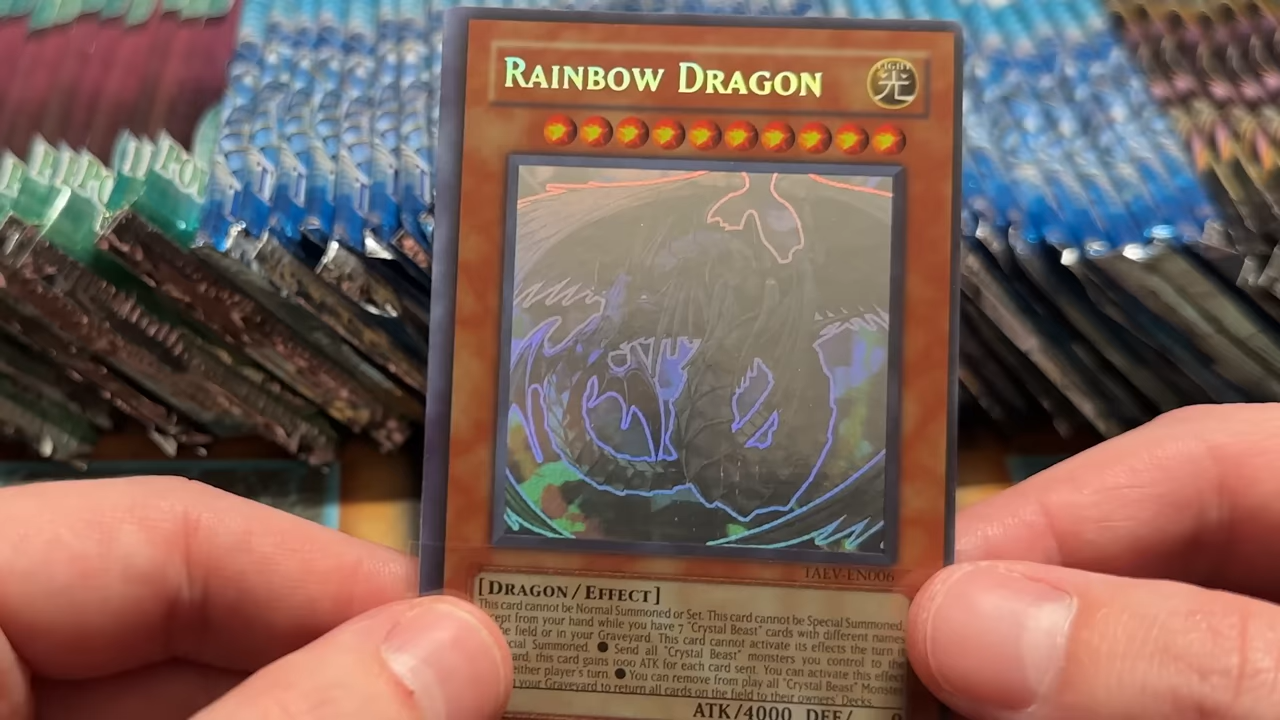 RAINBOW DRAGON
LIGHT
光
TAEV-EN006
[DRAGON/EFFECT]
This card cannot be Normal Summoned or Set. This card cannot be Special Summoned
from your hand while you have 7 "Crystal Beast" cards with different names
field or in your Graveyard. This card cannot activate its effects the turn
Summoned. ● Send all "Crystal Beast" monsters you control to the
this card gains 1000 ATK for each card sent. You can activate this effect
either player's turn. ● You can remove from play all "Crystal Beast"
your Graveyard to return all cards on the field to their owners' Decks.
ATK/4000 DEF/